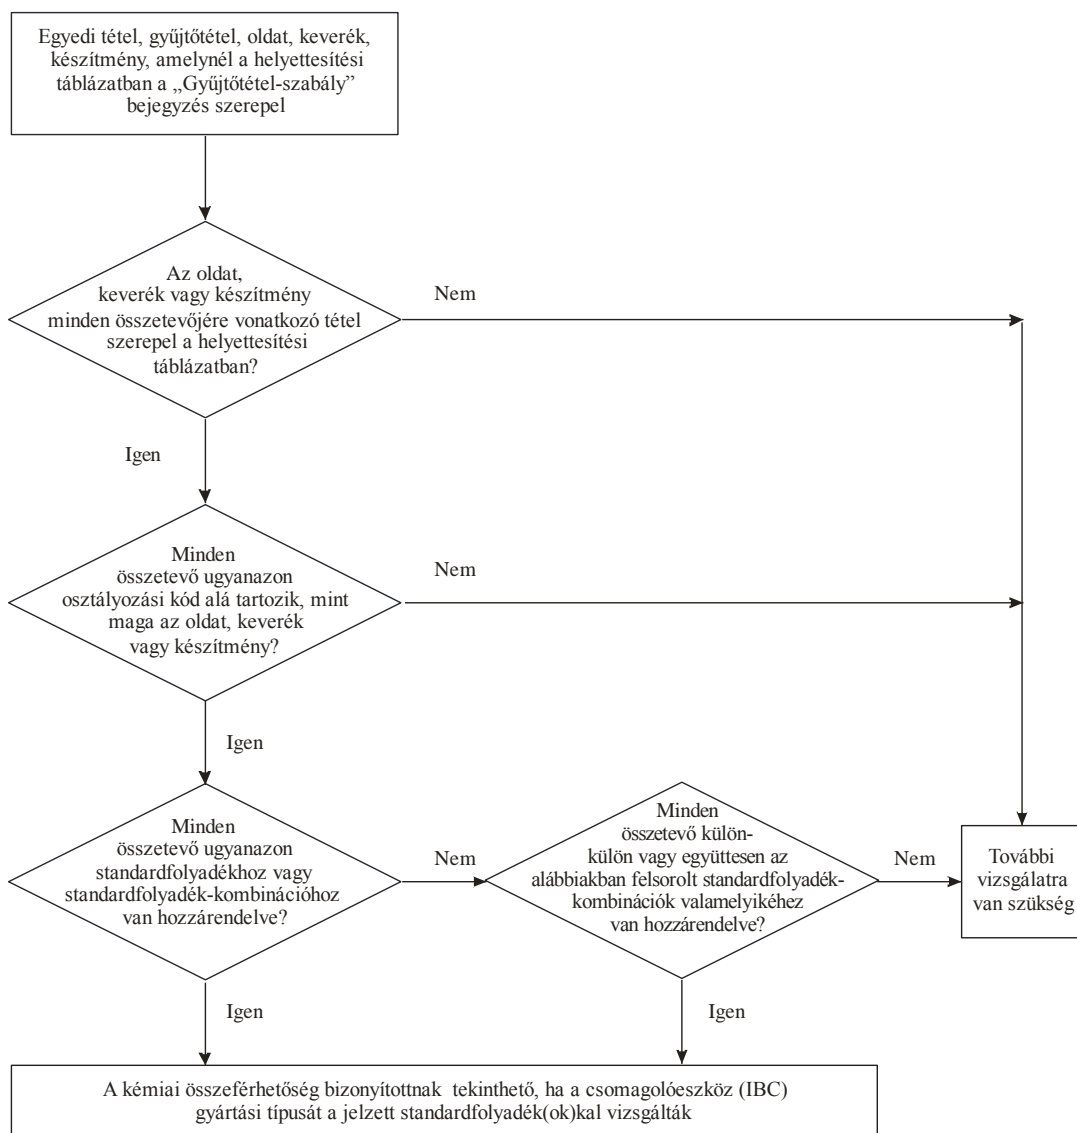 Egyedi tétel, gyűjtőtétel, oldat, keverék,
készítmény, amelynél a helyettesítési
táblázatban a „Gyűjtőtétel-szabály”
bejegyzés szerepel
Az oldat,
keverék vagy készítmény
minden összetevőjére vonatkozó tétel
szerepel a helyettesítési
táblázatban?
Nem
Igen
Minden
összetevő ugyanazon
osztályozási kód alá tartozik, mint
maga az oldat, keverék
vagy készítmény?
Nem
Igen
Minden
összetevő ugyanazon
standardfolyadékhoz vagy
standardfolyadék-kombinációhoz
van hozzárendelve?
Nem
Minden
összetevő külön-
külön vagy együttesen az
alábbiakban felsorolt standardfolyadék-
kombinációk valamelyikéhez
van hozzárendelve?
Nem
További
vizsgálatra
van szükség
Igen
Igen
A kémiai összeférhetőség bizonyítottnak tekinthető, ha a csomagolóeszköz (IBC)
gyártási típusát a jelzett standardfolyadék(ok)kal vizsgálták